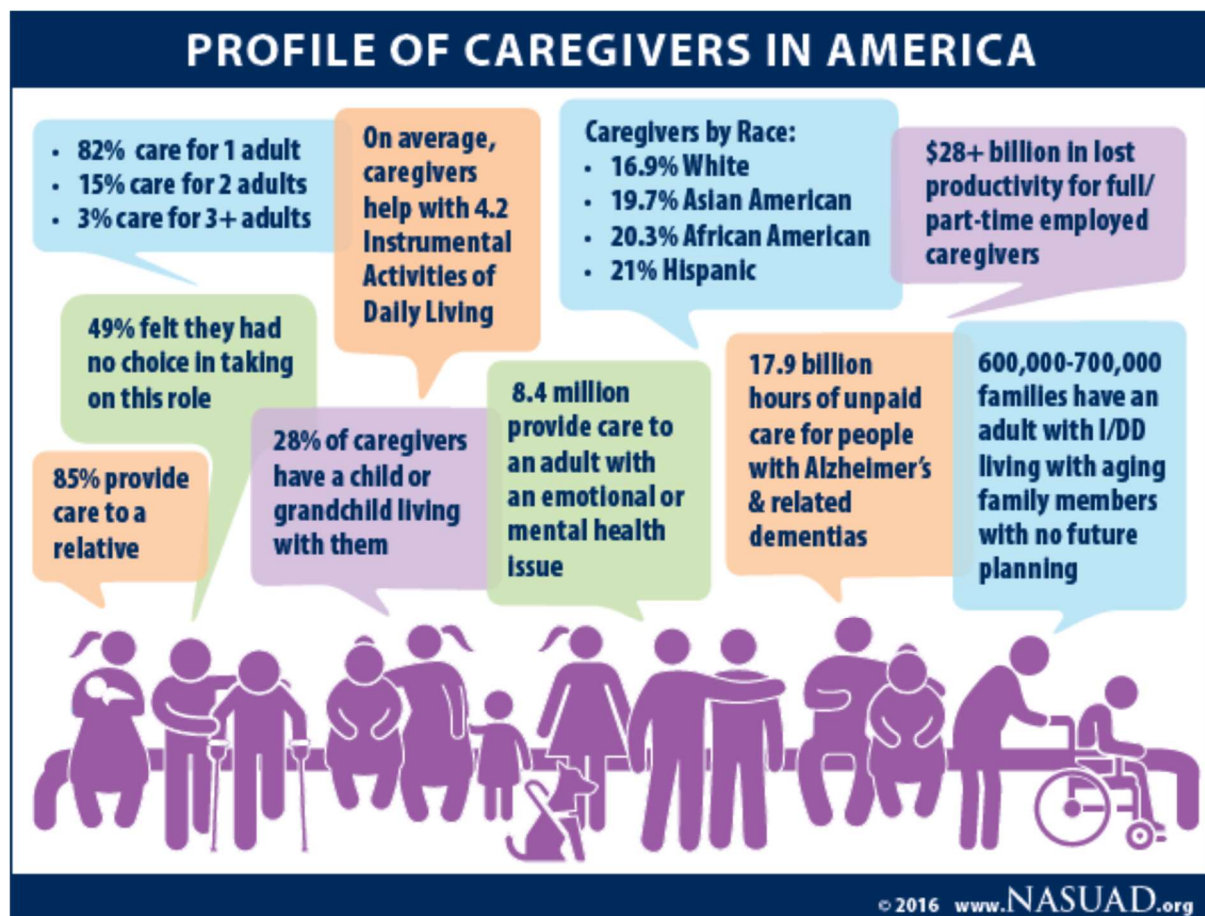 PROFILE OF CAREGIVERS IN AMERICA
• 82% care for 1 adult
• 15% care for 2 adults
• 3% care for 3+ adults
On average,
caregivers
help with 4.2
Instrumental
Activities of
Daily Living
Caregivers by Race:
• 16.9% White
• 19.7% Asian American
• 20.3% African American
• 21% Hispanic
$28+ billion in lost
productivity for full/
part-time employed
caregivers
49% felt they had
no choice in taking
on this role
85% provide
care to a
relative
28% of caregivers
have a child or
grandchild living
with them
8.4 million
provide care to
an adult with
an emotional or
mental health
issue
17.9 billion
hours of unpaid
care for people
with Alzheimer’s
& related
dementias
600,000-700,000
families have an
adult with I/DD
living with aging
family members
with no future
planning
© 2016 www.NASUAD.org